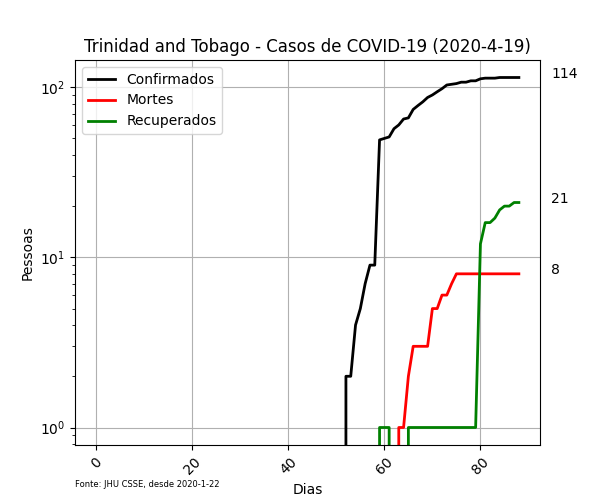 Trinidad and Tobago - Casos de COVID-19 (2020-4-19)
Confirmados
Mortes
Recuperados
114
21
8
10²
10¹
10⁰
Pessoas
0
20
40
60
80
Dias
Fonte: JHU CSSE, desde 2020-1-22